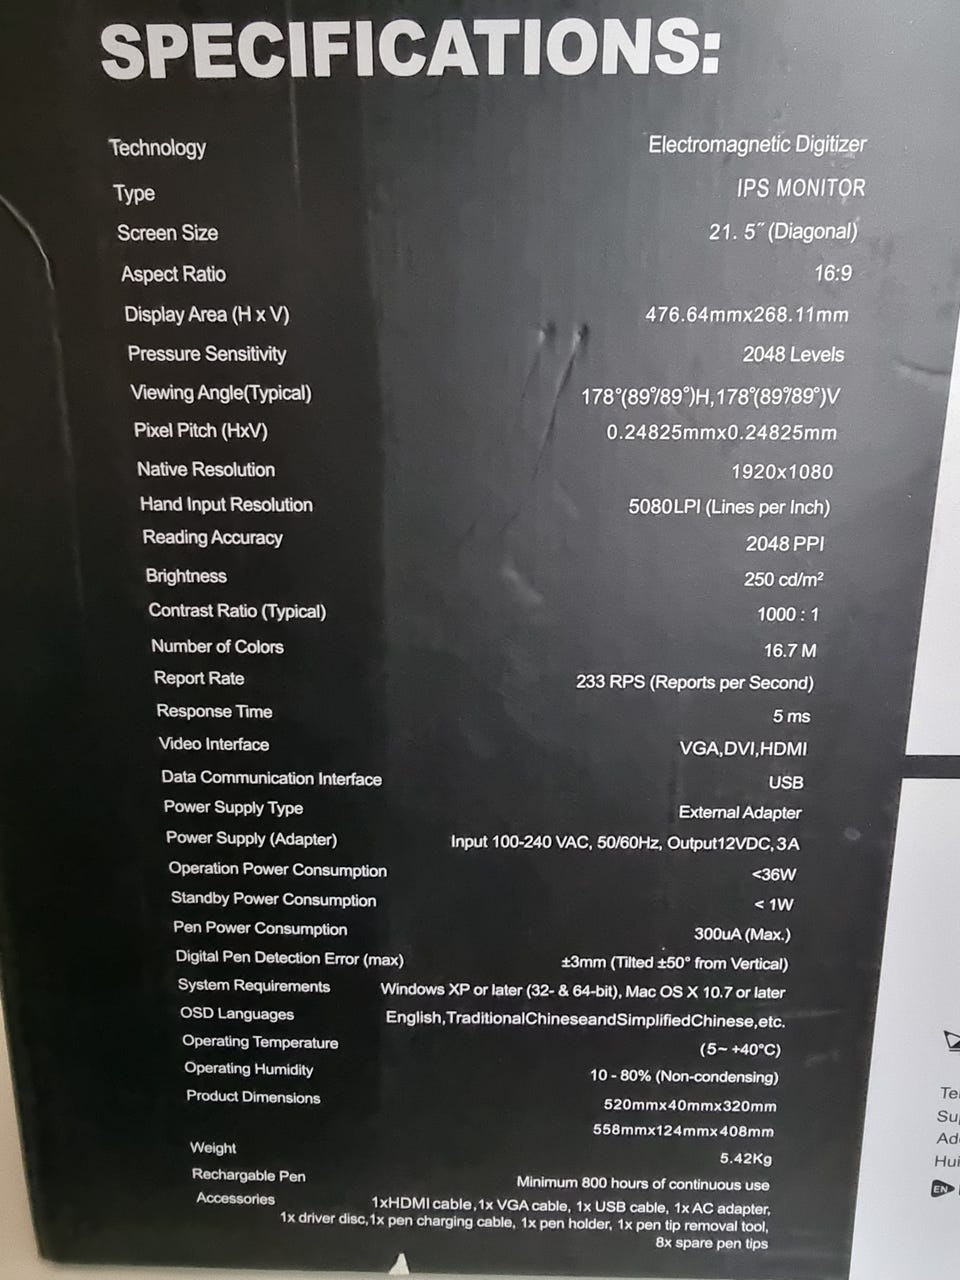 SPECIFICATIONS:
Technology Electromagnetic Digitizer
Type IPS MONITOR
Screen Size 21. 5″ (Diagonal)
Aspect Ratio 16:9
Display Area (H x V) 476.64mmx268.11mm
Pressure Sensitivity 2048 Levels
Viewing Angle(Typical) 178°(89°/89°)H,178°(89°/89°)V
Pixel Pitch (HxV) 0.24825mmx0.24825mm
Native Resolution 1920x1080
Hand Input Resolution 5080LPI (Lines per Inch)
Reading Accuracy 2048 PPI
Brightness 250 cd/m²
Contrast Ratio (Typical) 1000 : 1
Number of Colors 16.7 M
Report Rate 233 RPS (Reports per Second)
Response Time 5 ms
Video Interface VGA,DVI,HDMI
Data Communication Interface USB
Power Supply Type External Adapter
Power Supply (Adapter) Input 100-240 VAC, 50/60Hz, Output12VDC, 3A
Operation Power Consumption <36W
Standby Power Consumption < 1W
Pen Power Consumption 300uA (Max.)
Digital Pen Detection Error (max) ±3mm (Tilted ±50° from Vertical)
System Requirements Windows XP or later (32- & 64-bit), Mac OS X 10.7 or later
OSD Languages English,TraditionalChineseandSimplifiedChinese,etc.
Operating Temperature (5~ +40°C)
Operating Humidity 10 - 80% (Non-condensing)
Product Dimensions 520mmx40mmx320mm
558mmx124mmx408mm
Weight 5.42Kg
Rechargable Pen Minimum 800 hours of continuous use
Accessories 1xHDMI cable, 1x VGA cable, 1x USB cable, 1x AC adapter,
1x driver disc,1x pen charging cable, 1x pen holder, 1x pen tip removal tool,
8x spare pen tips
EN